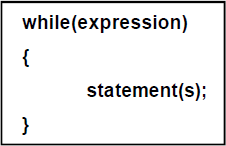 while(expression)
{
statement(s);
}